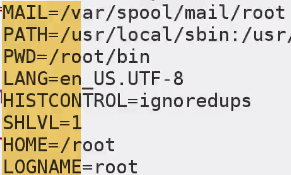 MAIL=/var/spool/mail/root
PATH=/usr/local/sbin:/usr/
PWD=/root/bin
LANG=en_US.UTF-8
HISTCONTROL=ignoredups
SHLVL=1
HOME=/root
LOGNAME=root